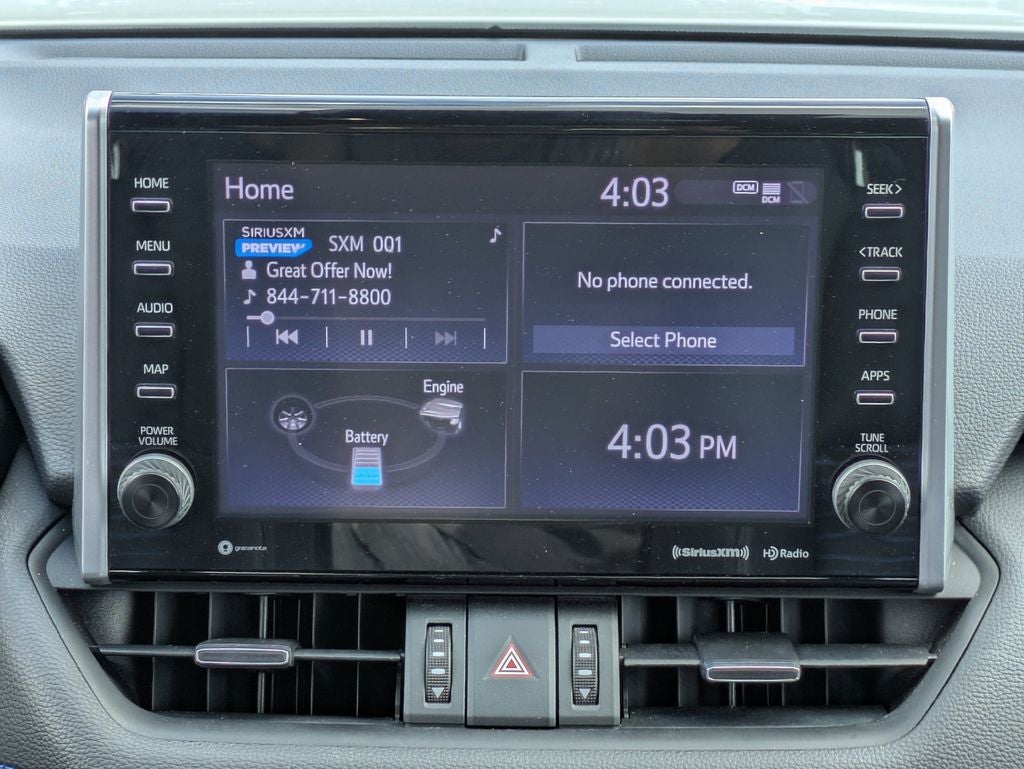 HOME
MENU
AUDIO
MAP
POWER
VOLUME
Home
4:03
DCM
DCM
SIRIUSXM
PREVIEW
SXM 001
Great Offer Now!
844-711-8800
No phone connected.
Select Phone
Engine
Battery
4:03 PM
SEEK>
<TRACK
PHONE
APPS
TUNE
SCROLL
gracenote
((SiriusXM))
HD Radio